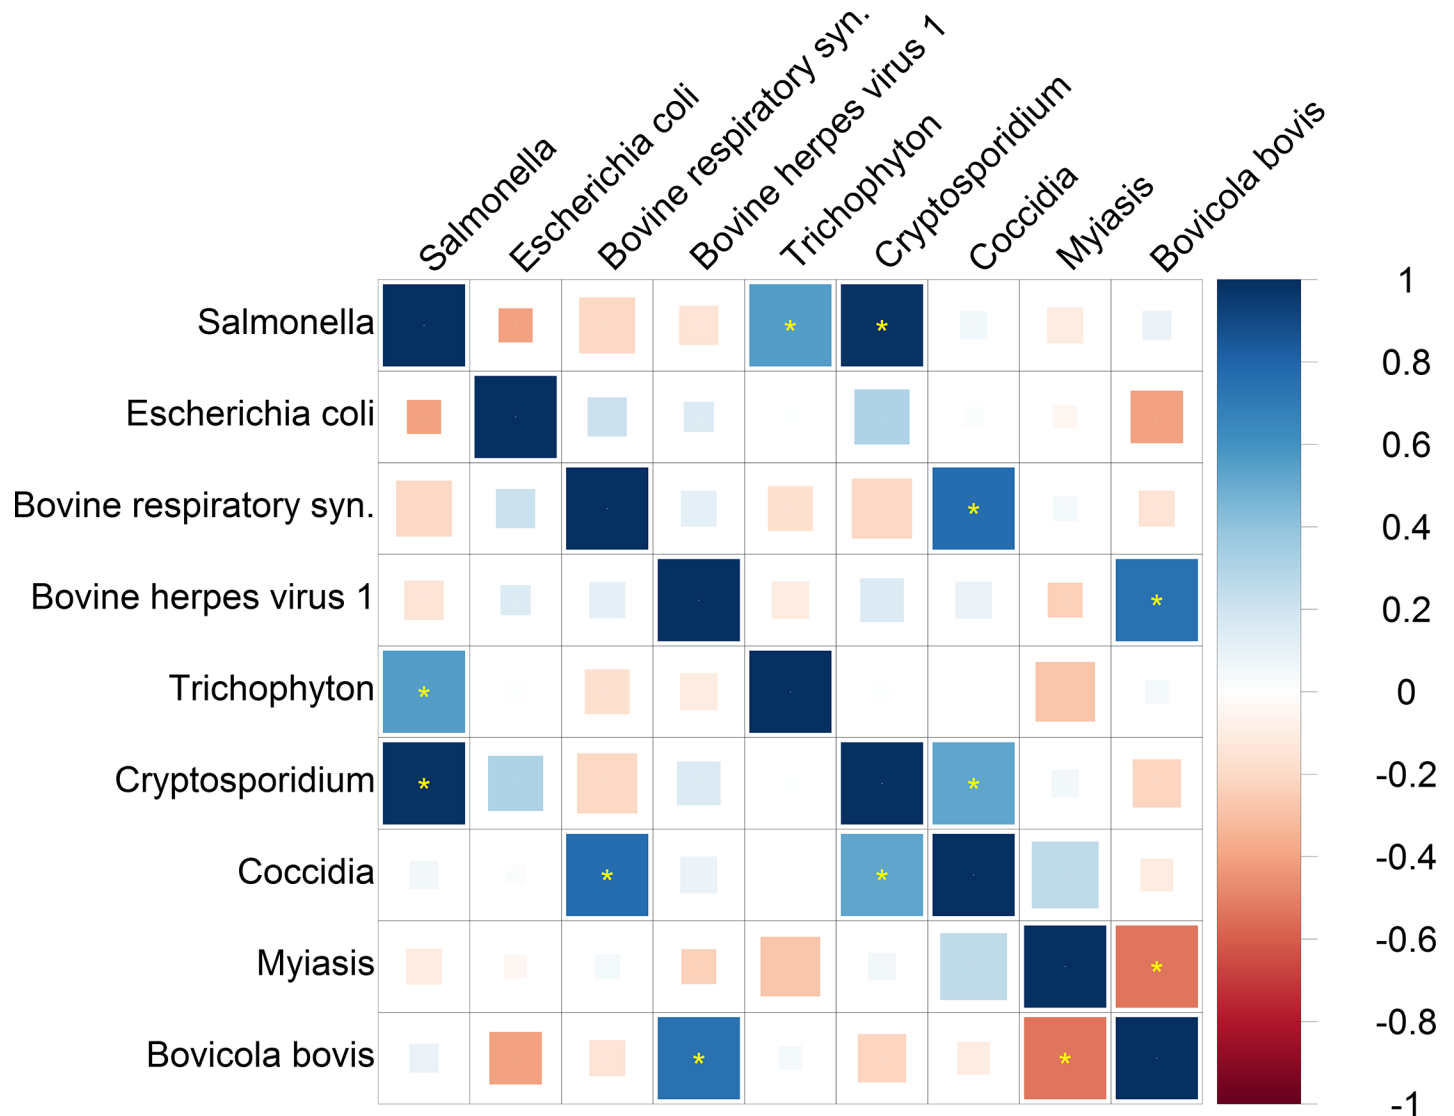 Salmonella
Escherichia coli
Bovine respiratory syn.
Bovine herpes virus 1
Trichophyton
Cryptosporidium
Coccidia
Myiasis
Bovicola bovis
Salmonella
Escherichia coli
Bovine respiratory syn.
Bovine herpes virus 1
Trichophyton
Cryptosporidium
Coccidia
Myiasis
Bovicola bovis
* *
*
*
*
* *
* *
*
* *
1
0.8
0.6
0.4
0.2
0
-0.2
-0.4
-0.6
-0.8
-1